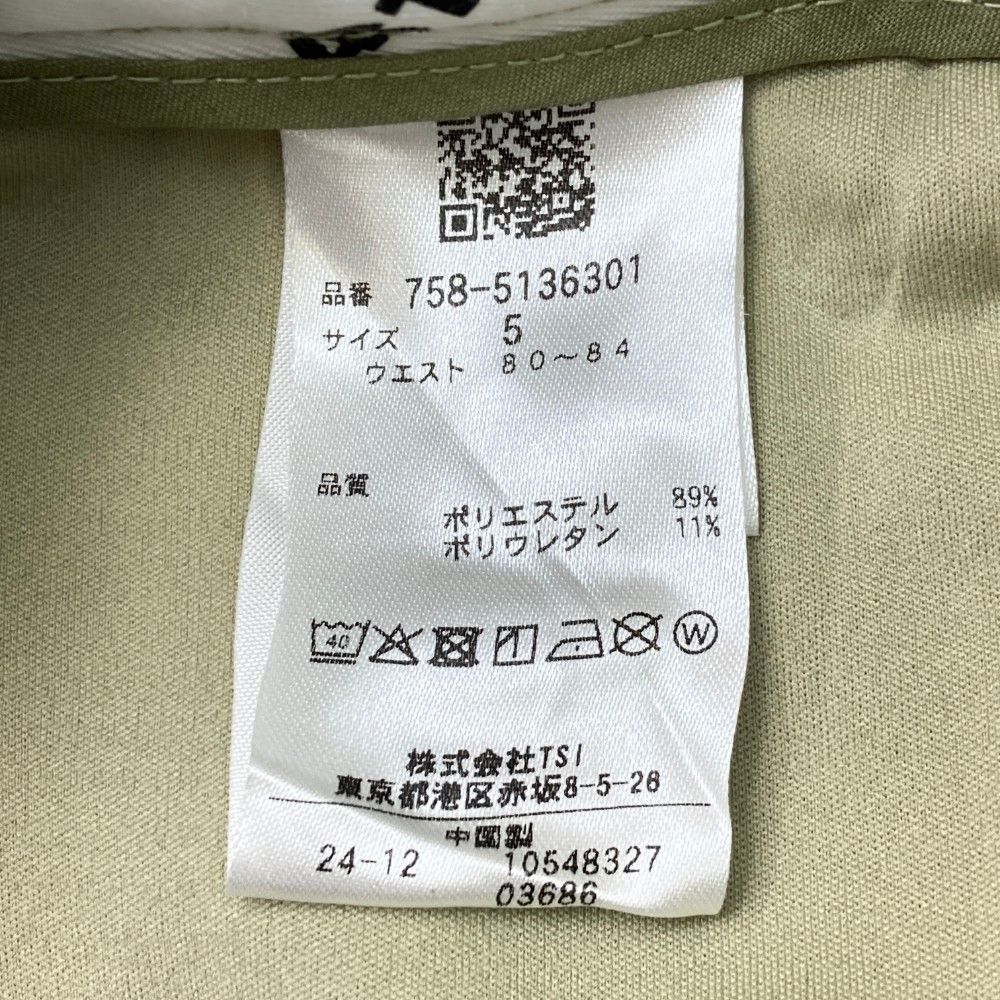 品番 758-5136301
サイズ 5
ウエスト 80~84
品質
ポリエステル 89%
ポリウレタン 11%
40
W
株式会社TSI
東京都港区赤坂8-5-28
中国製
24-12 10548327
03686